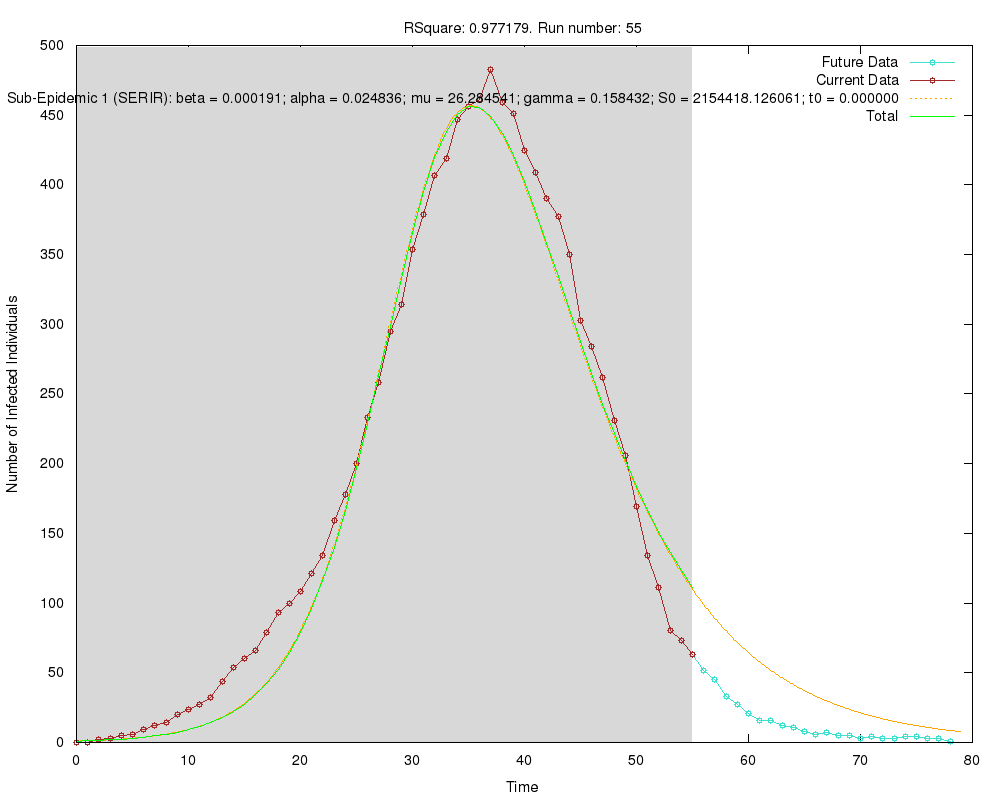 RSquare: 0.977179. Run number: 55
500
Future Data
Current Data
Sub-Epidemic 1 (SERIR): beta = 0.000191; alpha = 0.024836; mu = 26.284541; gamma = 0.158432; S0 = 2154418.126061; t0 = 0.000000
450
Total
400
350
300
250
200
150
100
50
0
Number of Infected Individuals
0 10 20 30 40 50 60 70 80
Time